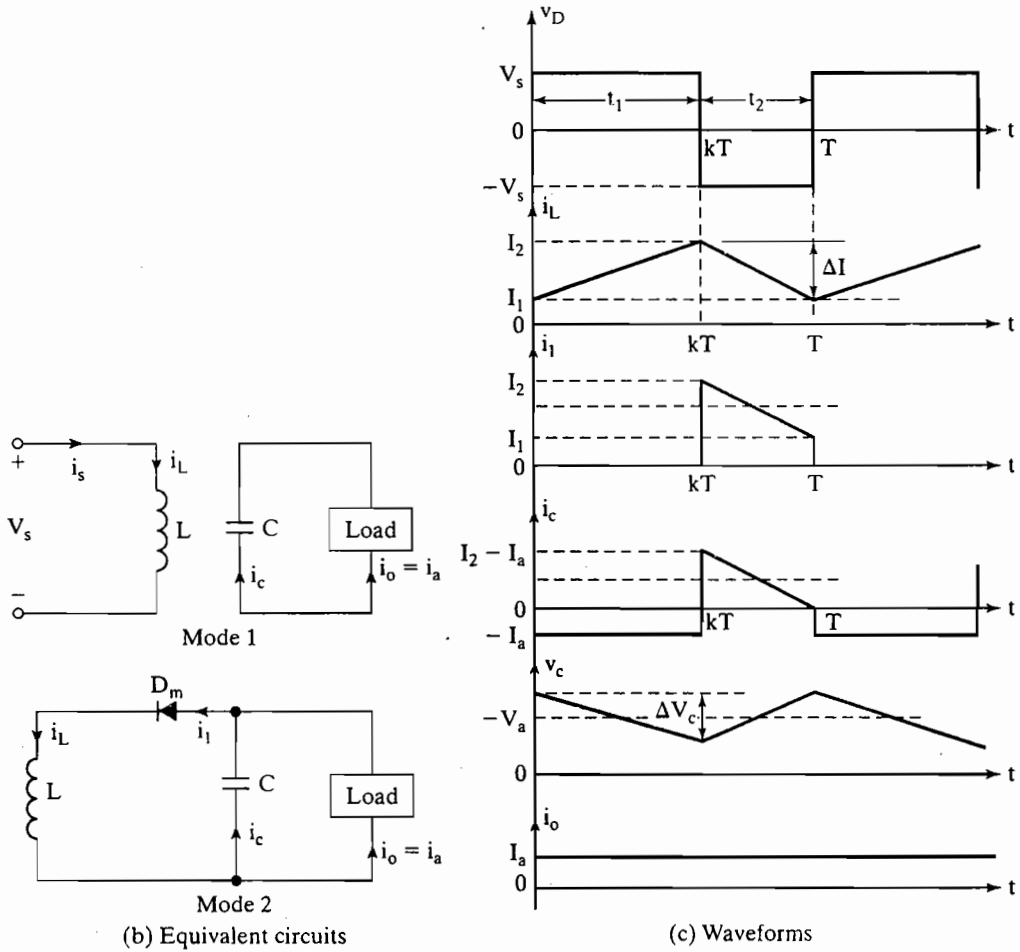 i_s
i_L
+
V_s
L
−
C
Load
i_c
i_o = i_a
Mode 1
D_m
i_1
i_L
L
C
Load
i_c
i_o = i_a
Mode 2
(b) Equivalent circuits
v_D
V_s
t_1
t_2
0
kT
T
t
−V_s
i_L
I_2
ΔI
I_1
0
t
kT
T
i_1
I_2
I_1
0
t
kT
T
i_c
I_2 − I_a
0
t
kT
T
− I_a
v_c
ΔV_c
−V_a
0
t
i_o
I_a
0
t
(c) Waveforms